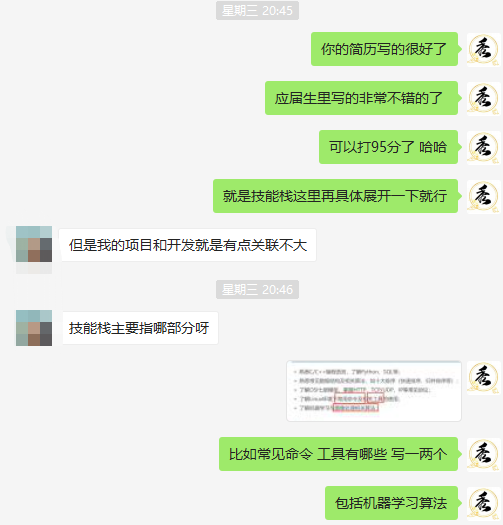 星期三 20:45
你的简历写的很好了
应届生里写的非常不错的了
可以打95分了 哈哈
就是技能栈这里再具体展开一下就行
但是我的项目和开发就是有点关联不大
星期三 20:46
技能栈主要指哪部分呀
比如常见命令 工具有哪些 写一两个
包括机器学习算法